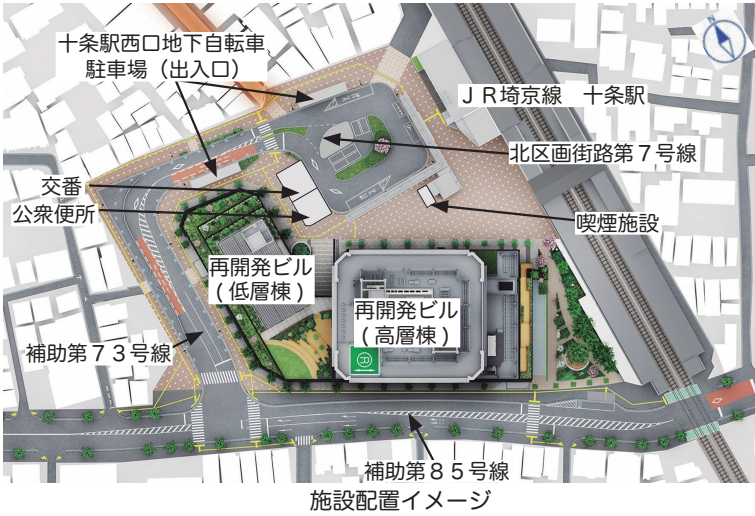 十条駅西口地下自転車
駐車場（出入口）
ＪＲ埼京線　十条駅
北区画街路第７号線
交番
公衆便所
喫煙施設
再開発ビル
(低層棟)
再開発ビル
(高層棟)
Ⓡ
補助第７３号線
補助第８５号線
施設配置イメージ